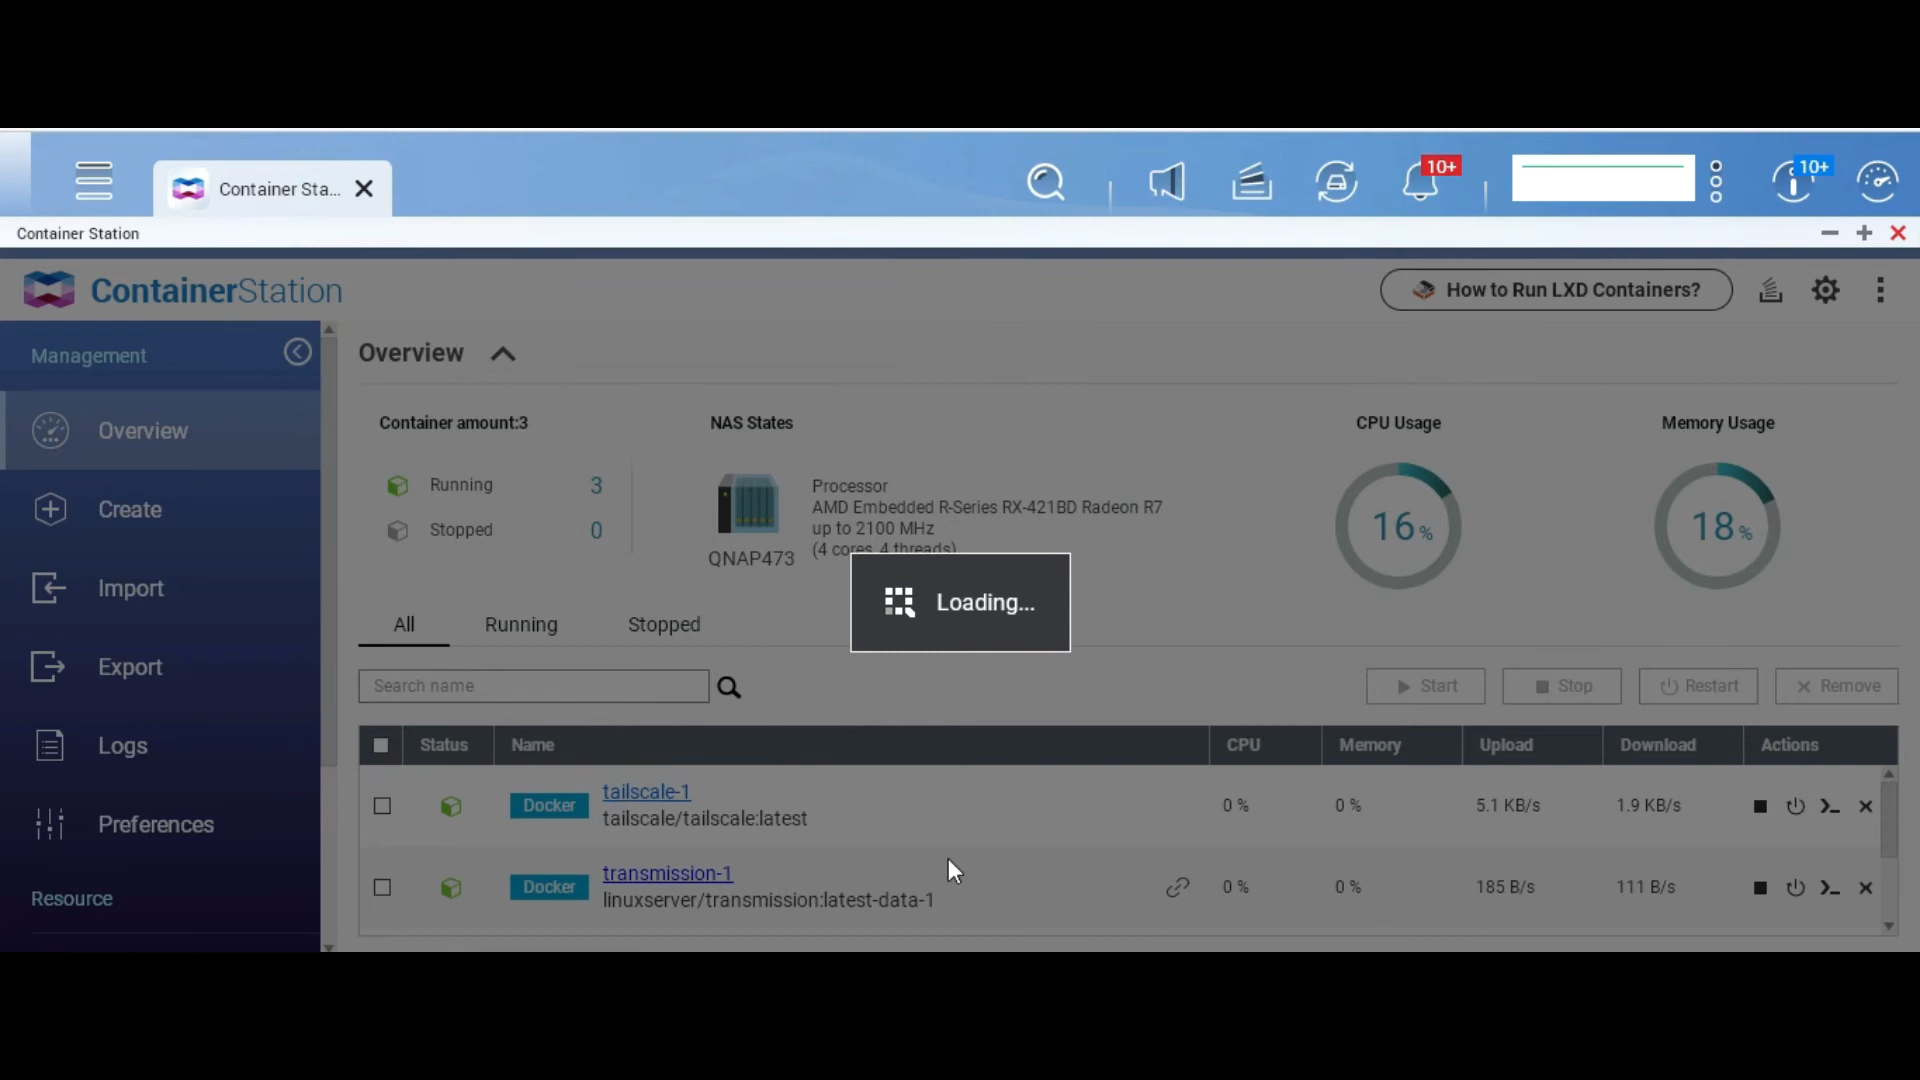 Container Sta...
10+
10+
Container Station
ContainerStation
How to Run LXD Containers?
Management
Overview
Create
Import
Export
Logs
Preferences
Resource
Overview
Container amount:3
Running 3
Stopped 0
NAS States
QNAP473
Processor
AMD Embedded R-Series RX-421BD Radeon R7
up to 2100 MHz
(4 cores, 4 threads)
CPU Usage
16%
Memory Usage
18%
Loading...
All Running Stopped
Search name
Start Stop Restart Remove
Status Name CPU Memory Upload Download Actions
Docker tailscale-1 0 % 0 % 5.1 KB/s 1.9 KB/s
tailscale/tailscale:latest
Docker transmission-1 0 % 0 % 185 B/s 111 B/s
linuxserver/transmission:latest-data-1